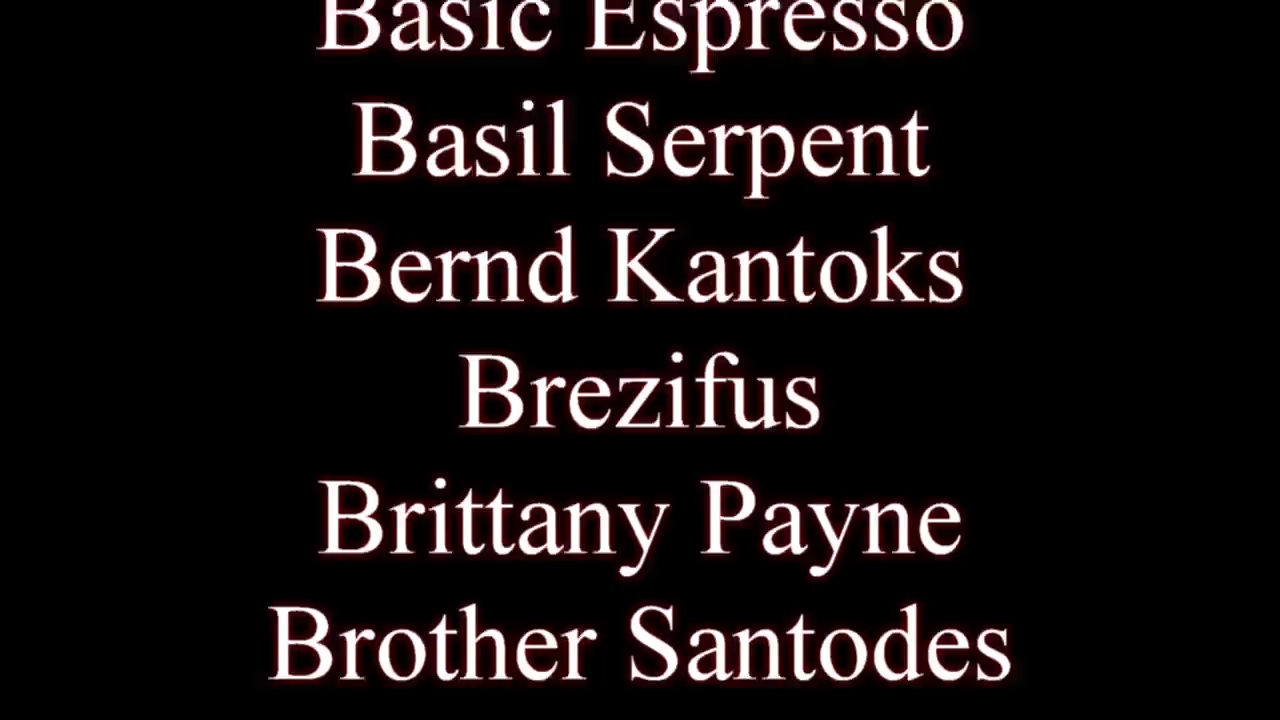 Basic Espresso
Basil Serpent
Bernd Kantoks
Brezifus
Brittany Payne
Brother Santodes